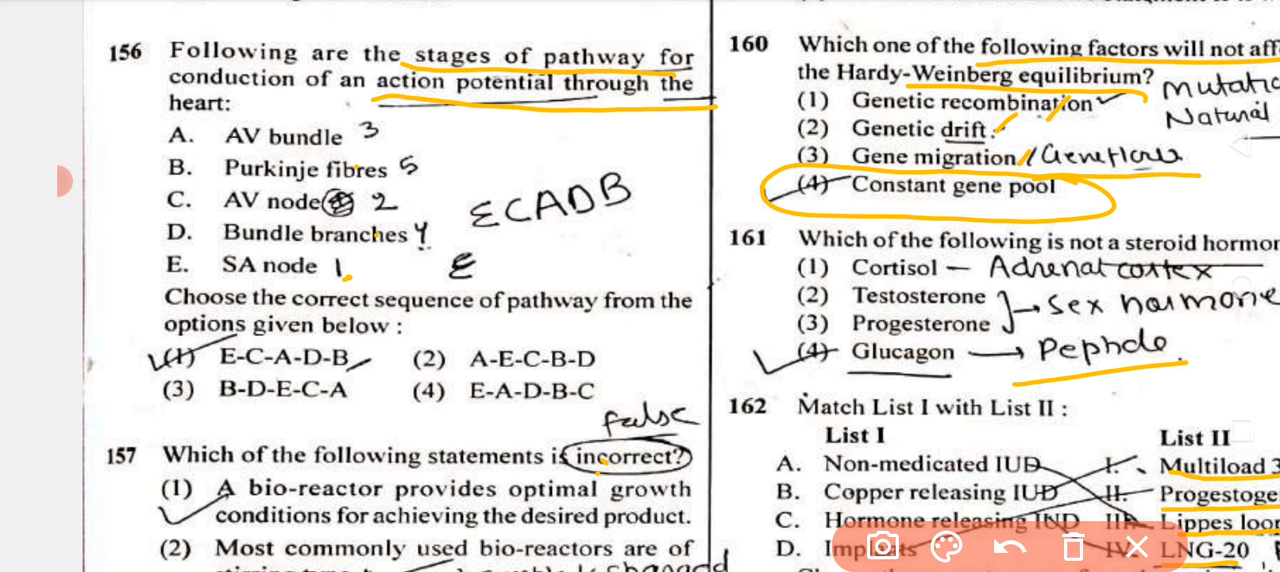 156 Following are the stages of pathway for
conduction of an action potential through the
heart:
A. AV bundle 3
B. Purkinje fibres 5
C. AV node 2
D. Bundle branches 4
E. SA node 1
ECADB
E
Choose the correct sequence of pathway from the
options given below :
(1) E-C-A-D-B (2) A-E-C-B-D
(3) B-D-E-C-A (4) E-A-D-B-C
False
157 Which of the following statements is incorrect?
(1) A bio-reactor provides optimal growth
conditions for achieving the desired product.
(2) Most commonly used bio-reactors are of
160 Which one of the following factors will not aff
the Hardy-Weinberg equilibrium?
mutatio
Natural
(1) Genetic recombination
(2) Genetic drift.
(3) Gene migration / Geneflow
(4) Constant gene pool
161 Which of the following is not a steroid hormon
(1) Cortisol – Adrenal cortex
(2) Testosterone
(3) Progesterone
→ Sex hormone
(4) Glucagon → Peptide.
162 Match List I with List II :
List I List II
A. Non-medicated IUD I. Multiload 3
B. Copper releasing IUD II. Progestoge
C. Hormone releasing IUD III. Lippes loop
D. Implants IV. LNG-20